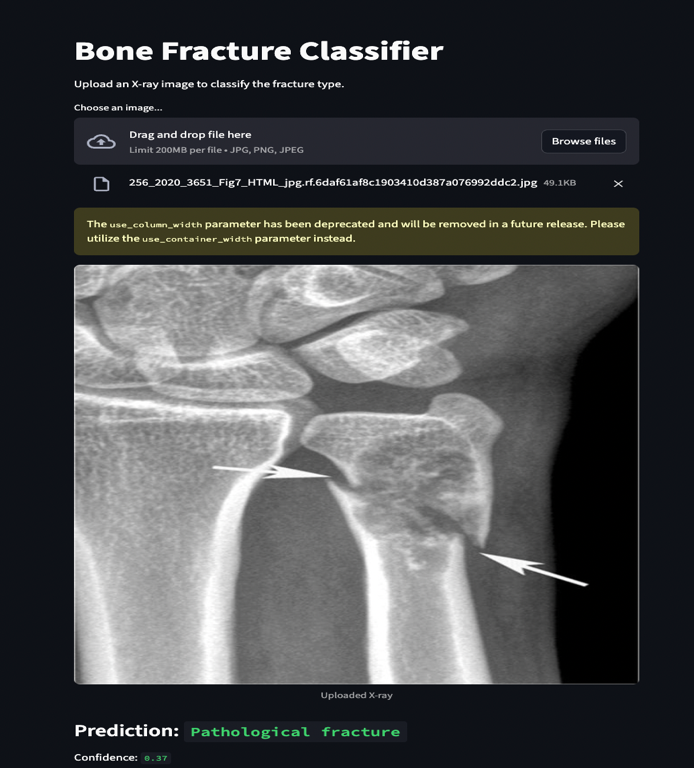 Bone Fracture Classifier
Upload an X-ray image to classify the fracture type.
Choose an image...
Drag and drop file here
Limit 200MB per file • JPG, PNG, JPEG
Browse files
256_2020_3651_Fig7_HTML_jpg.rf.6daf61af8c1903410d387a076992ddc2.jpg 49.1KB
The use_column_width parameter has been deprecated and will be removed in a future release. Please
utilize the use_container_width parameter instead.
Uploaded X-ray
Prediction: Pathological fracture
Confidence: 0.37